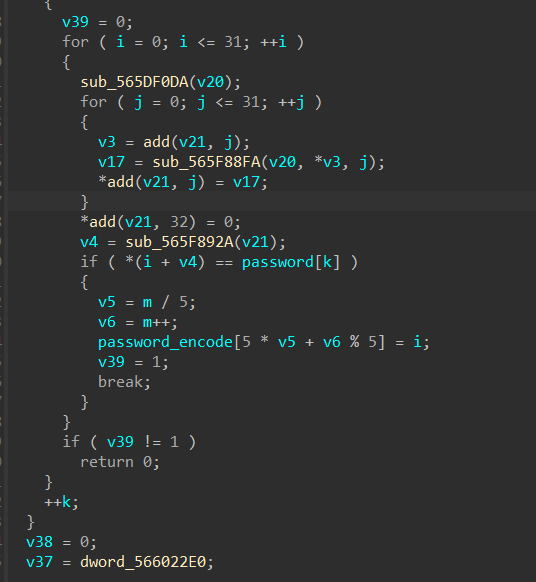 {
v39 = 0;
for ( i = 0; i <= 31; ++i )
{
sub_565DF0DA(v20);
for ( j = 0; j <= 31; ++j )
{
v3 = add(v21, j);
v17 = sub_565F88FA(v20, *v3, j);
*add(v21, j) = v17;
}
*add(v21, 32) = 0;
v4 = sub_565F892A(v21);
if ( *(i + v4) == password[k] )
{
v5 = m / 5;
v6 = m++;
password_encode[5 * v5 + v6 % 5] = i;
v39 = 1;
break;
}
}
if ( v39 != 1 )
return 0;
}
++k;
}
v38 = 0;
v37 = dword_566022E0;